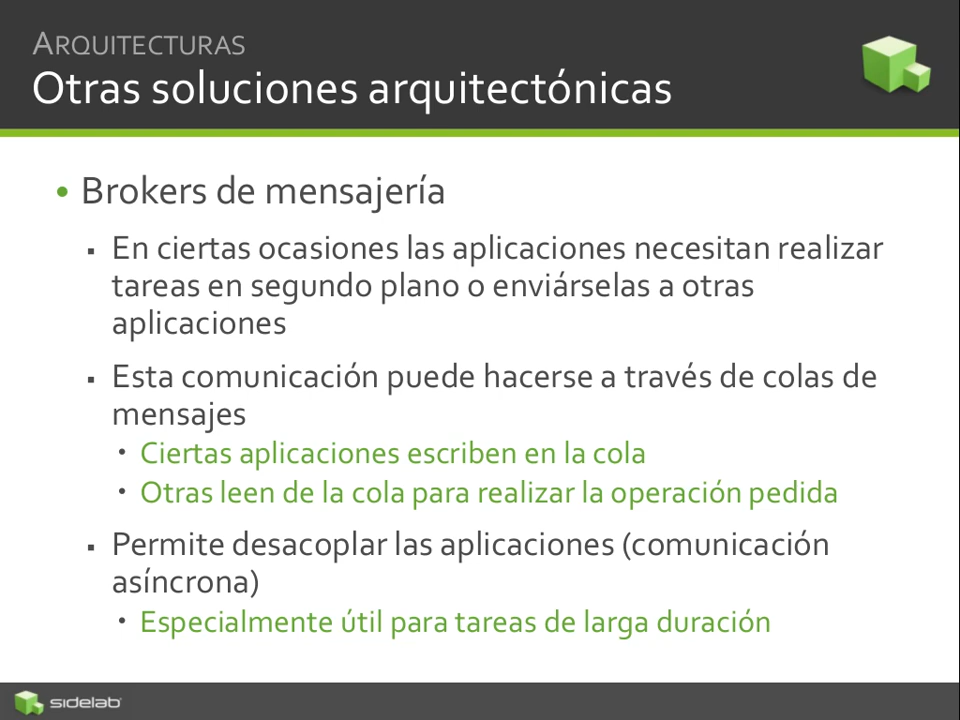 ARQUITECTURAS
Otras soluciones arquitectónicas
• Brokers de mensajería
▪ En ciertas ocasiones las aplicaciones necesitan realizar
tareas en segundo plano o enviárselas a otras
aplicaciones
▪ Esta comunicación puede hacerse a través de colas de
mensajes
• Ciertas aplicaciones escriben en la cola
• Otras leen de la cola para realizar la operación pedida
▪ Permite desacoplar las aplicaciones (comunicación
asíncrona)
• Especialmente útil para tareas de larga duración
sidelab